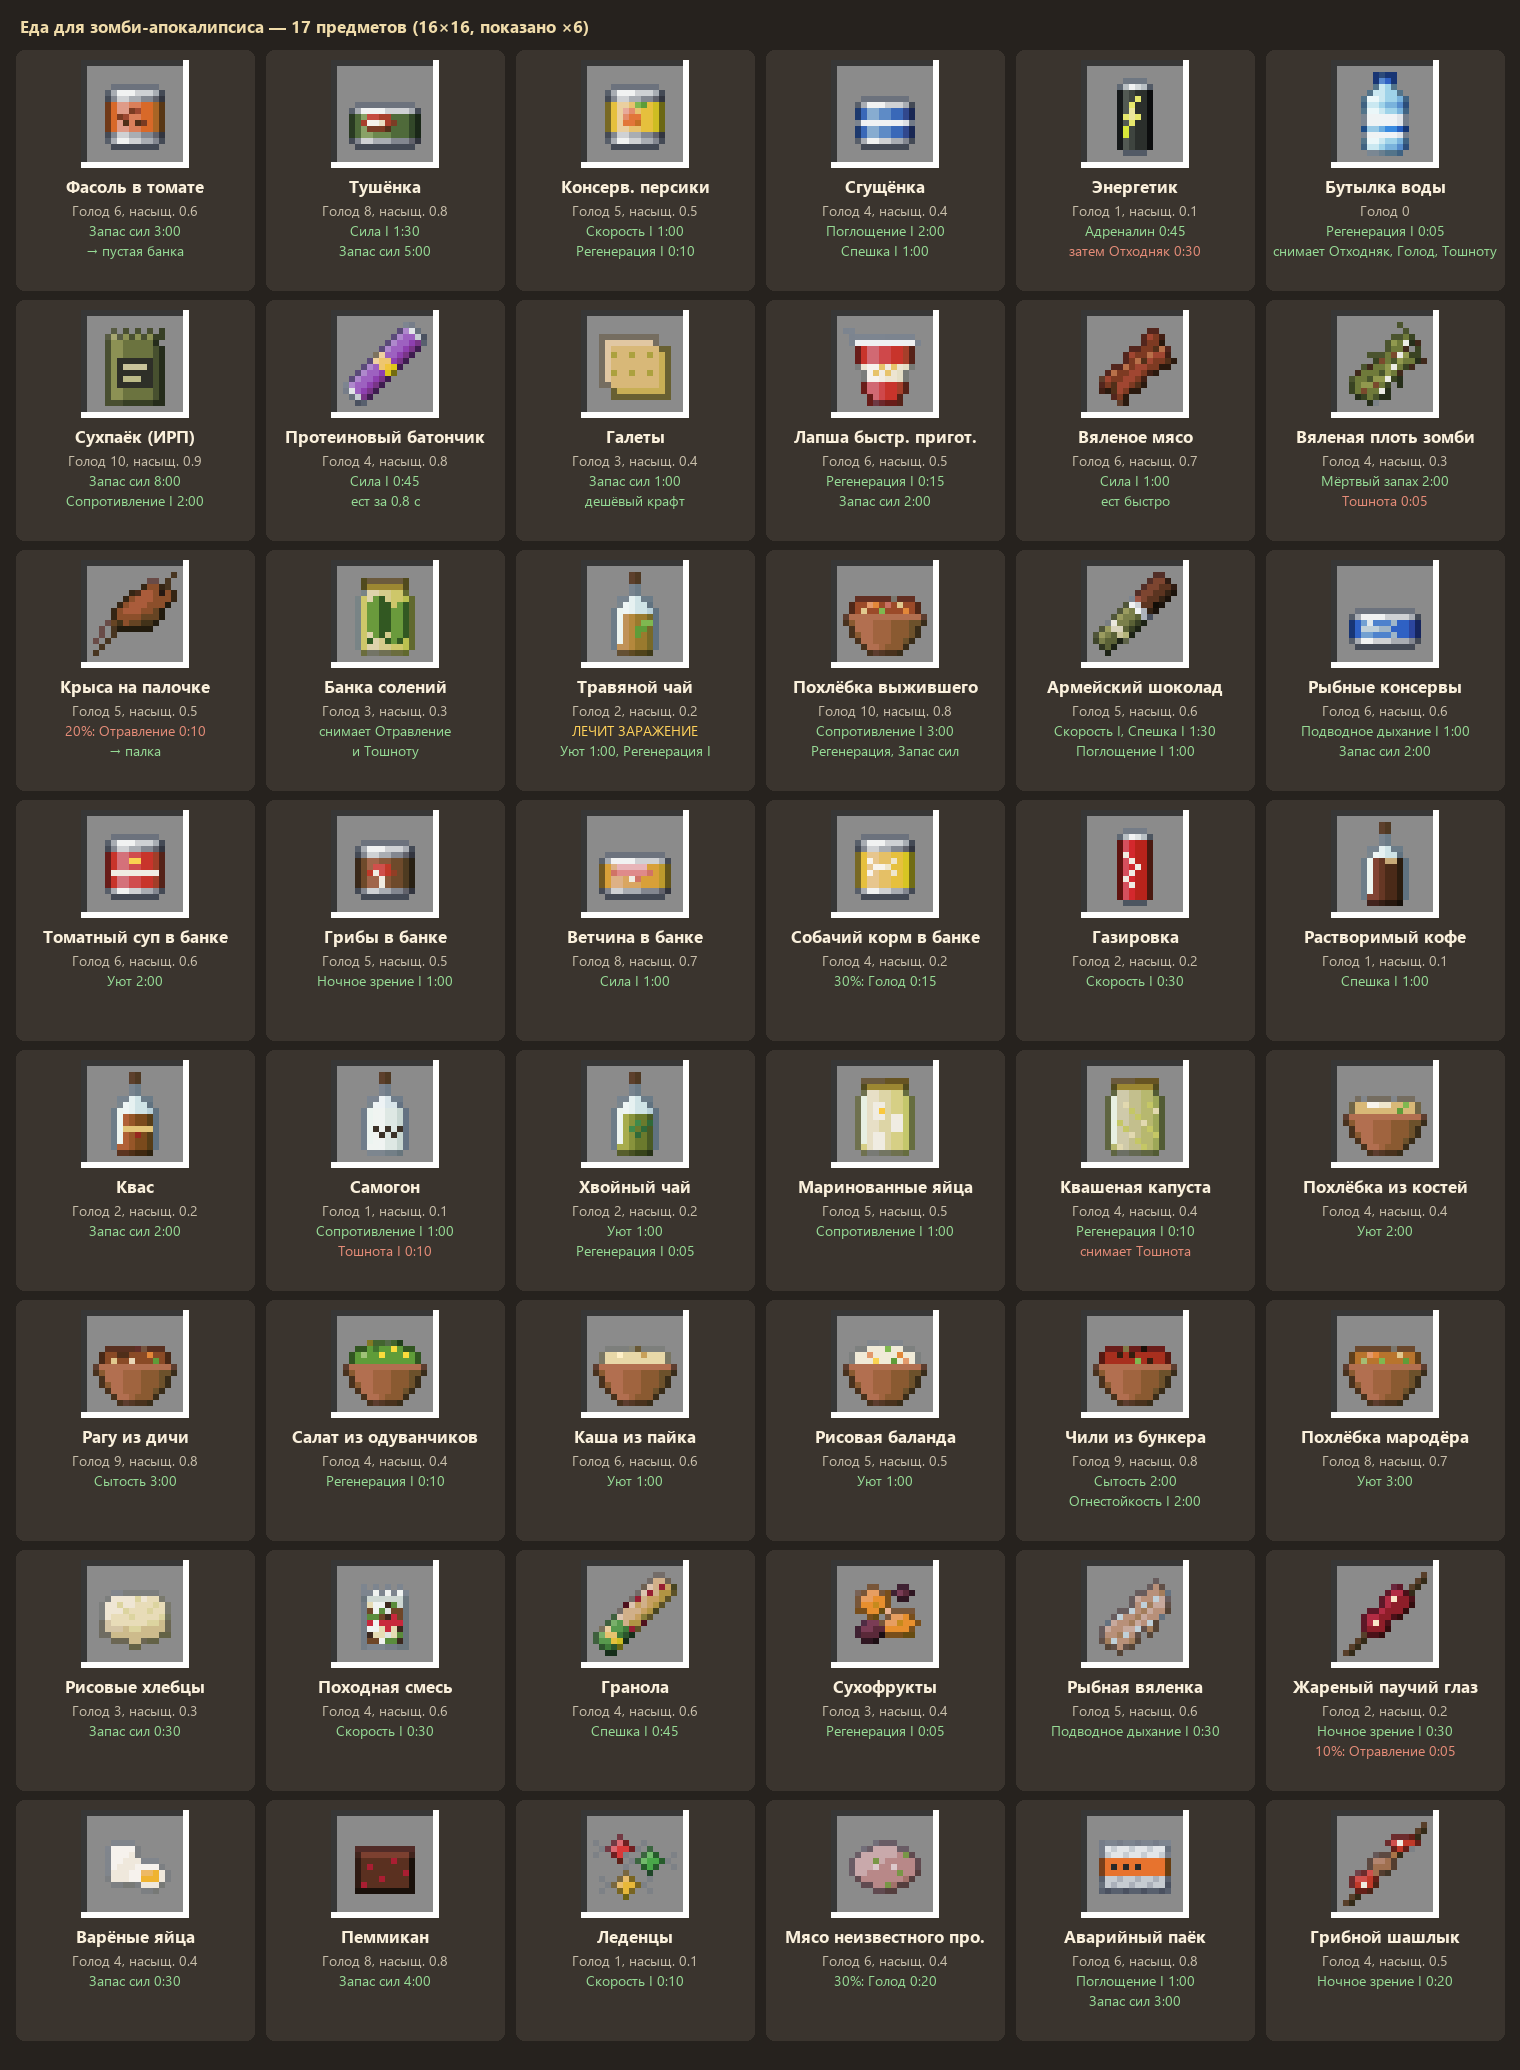 Еда для зомби-апокалипсиса — 17 предметов (16×16, показано ×6)
Фасоль в томате
Голод 6, насыщ. 0.6
Запас сил 3:00
→ пустая банка
Тушёнка
Голод 8, насыщ. 0.8
Сила I 1:30
Запас сил 5:00
Консерв. персики
Голод 5, насыщ. 0.5
Скорость I 1:00
Регенерация I 0:10
Сгущёнка
Голод 4, насыщ. 0.4
Поглощение I 2:00
Спешка I 1:00
Энергетик
Голод 1, насыщ. 0.1
Адреналин 0:45
затем Отходняк 0:30
Бутылка воды
Голод 0
Регенерация I 0:05
снимает Отходняк, Голод, Тошноту
Сухпаёк (ИРП)
Голод 10, насыщ. 0.9
Запас сил 8:00
Сопротивление I 2:00
Протеиновый батончик
Голод 4, насыщ. 0.8
Сила I 0:45
ест за 0,8 с
Галеты
Голод 3, насыщ. 0.4
Запас сил 1:00
дешёвый крафт
Лапша быстр. пригот.
Голод 6, насыщ. 0.5
Регенерация I 0:15
Запас сил 2:00
Вяленое мясо
Голод 6, насыщ. 0.7
Сила I 1:00
ест быстро
Вяленая плоть зомби
Голод 4, насыщ. 0.3
Мёртвый запах 2:00
Тошнота 0:05
Крыса на палочке
Голод 5, насыщ. 0.5
20%: Отравление 0:10
→ палка
Банка солений
Голод 3, насыщ. 0.3
снимает Отравление
и Тошноту
Травяной чай
Голод 2, насыщ. 0.2
ЛЕЧИТ ЗАРАЖЕНИЕ
Уют 1:00, Регенерация I
Похлёбка выжившего
Голод 10, насыщ. 0.8
Сопротивление I 3:00
Регенерация, Запас сил
Армейский шоколад
Голод 5, насыщ. 0.6
Скорость I, Спешка I 1:30
Поглощение I 1:00
Рыбные консервы
Голод 6, насыщ. 0.6
Подводное дыхание I 1:00
Запас сил 2:00
Томатный суп в банке
Голод 6, насыщ. 0.6
Уют 2:00
Грибы в банке
Голод 5, насыщ. 0.5
Ночное зрение I 1:00
Ветчина в банке
Голод 8, насыщ. 0.7
Сила I 1:00
Собачий корм в банке
Голод 4, насыщ. 0.2
30%: Голод 0:15
Газировка
Голод 2, насыщ. 0.2
Скорость I 0:30
Растворимый кофе
Голод 1, насыщ. 0.1
Спешка I 1:00
Квас
Голод 2, насыщ. 0.2
Запас сил 2:00
Самогон
Голод 1, насыщ. 0.1
Сопротивление I 1:00
Тошнота I 0:10
Хвойный чай
Голод 2, насыщ. 0.2
Уют 1:00
Регенерация I 0:05
Маринованные яйца
Голод 5, насыщ. 0.5
Сопротивление I 1:00
Квашеная капуста
Голод 4, насыщ. 0.4
Регенерация I 0:10
снимает Тошнота
Похлёбка из костей
Голод 4, насыщ. 0.4
Уют 2:00
Рагу из дичи
Голод 9, насыщ. 0.8
Сытость 3:00
Салат из одуванчиков
Голод 4, насыщ. 0.4
Регенерация I 0:10
Каша из пайка
Голод 6, насыщ. 0.6
Уют 1:00
Рисовая баланда
Голод 5, насыщ. 0.5
Уют 1:00
Чили из бункера
Голод 9, насыщ. 0.8
Сытость 2:00
Огнестойкость I 2:00
Похлёбка мародёра
Голод 8, насыщ. 0.7
Уют 3:00
Рисовые хлебцы
Голод 3, насыщ. 0.3
Запас сил 0:30
Походная смесь
Голод 4, насыщ. 0.6
Скорость I 0:30
Гранола
Голод 4, насыщ. 0.6
Спешка I 0:45
Сухофрукты
Голод 3, насыщ. 0.4
Регенерация I 0:05
Рыбная вяленка
Голод 5, насыщ. 0.6
Подводное дыхание I 0:30
Жареный паучий глаз
Голод 2, насыщ. 0.2
Ночное зрение I 0:30
10%: Отравление 0:05
Варёные яйца
Голод 4, насыщ. 0.4
Запас сил 0:30
Пеммикан
Голод 8, насыщ. 0.8
Запас сил 4:00
Леденцы
Голод 1, насыщ. 0.1
Скорость I 0:10
Мясо неизвестного про.
Голод 6, насыщ. 0.4
30%: Голод 0:20
Аварийный паёк
Голод 6, насыщ. 0.8
Поглощение I 1:00
Запас сил 3:00
Грибной шашлык
Голод 4, насыщ. 0.5
Ночное зрение I 0:20